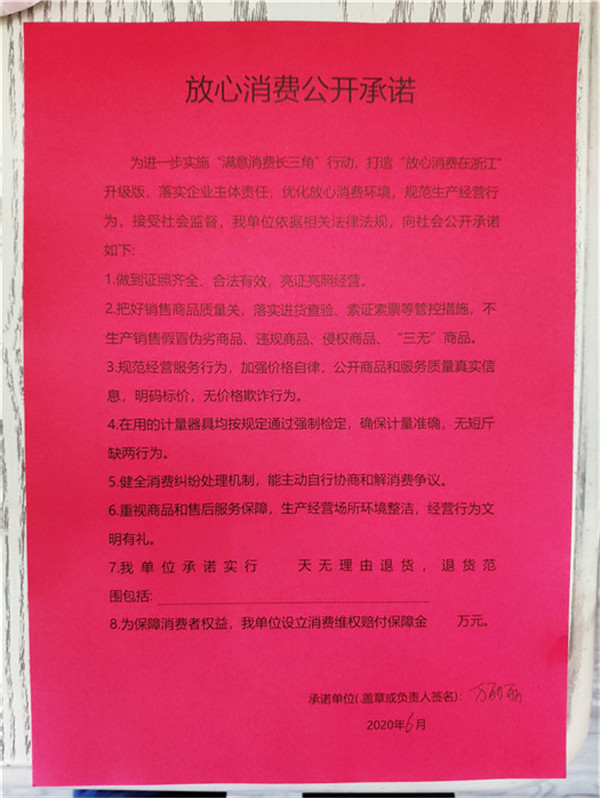 放心消费公开承诺
为进一步实施“满意消费长三角”行动，打造“放心消费在浙江”
升级版，落实企业主体责任，优化放心消费环境，规范生产经营行
为，接受社会监督，我单位依据相关法律法规，向社会公开承诺
如下:
1.做到证照齐全、合法有效，亮证亮照经营。
2.把好销售商品质量关，落实进货查验、索证索票等管控措施，不
生产销售假冒伪劣商品、违规商品、侵权商品、“三无”商品。
3.规范经营服务行为，加强价格自律，公开商品和服务质量真实信
息，明码标价，无价格欺诈行为。
4.在用的计量器具均按规定通过强制检定，确保计量准确，无短斤
缺两行为。
5.健全消费纠纷处理机制，能主动自行协商和解消费争议。
6.重视商品和售后服务保障，生产经营场所环境整洁，经营行为文
明有礼。
7.我单位承诺实行 天无理由退货，退货范
围包括:
8.为保障消费者权益，我单位设立消费维权赔付保障金 万元。
承诺单位(.盖章或负责人签名):
2020年6月